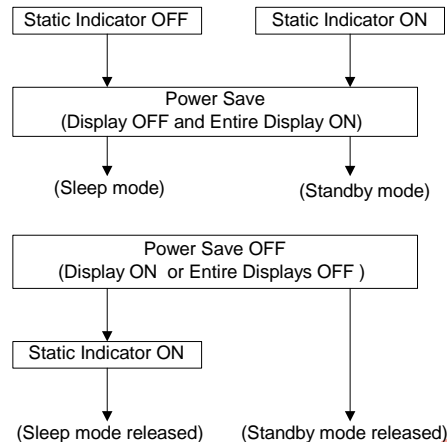 Static Indicator OFF
Static Indicator ON
Power Save
(Display OFF and Entire Display ON)
(Sleep mode)
(Standby mode)
Power Save OFF
(Display ON or Entire Displays OFF )
Static Indicator ON
(Sleep mode released)
(Standby mode released)